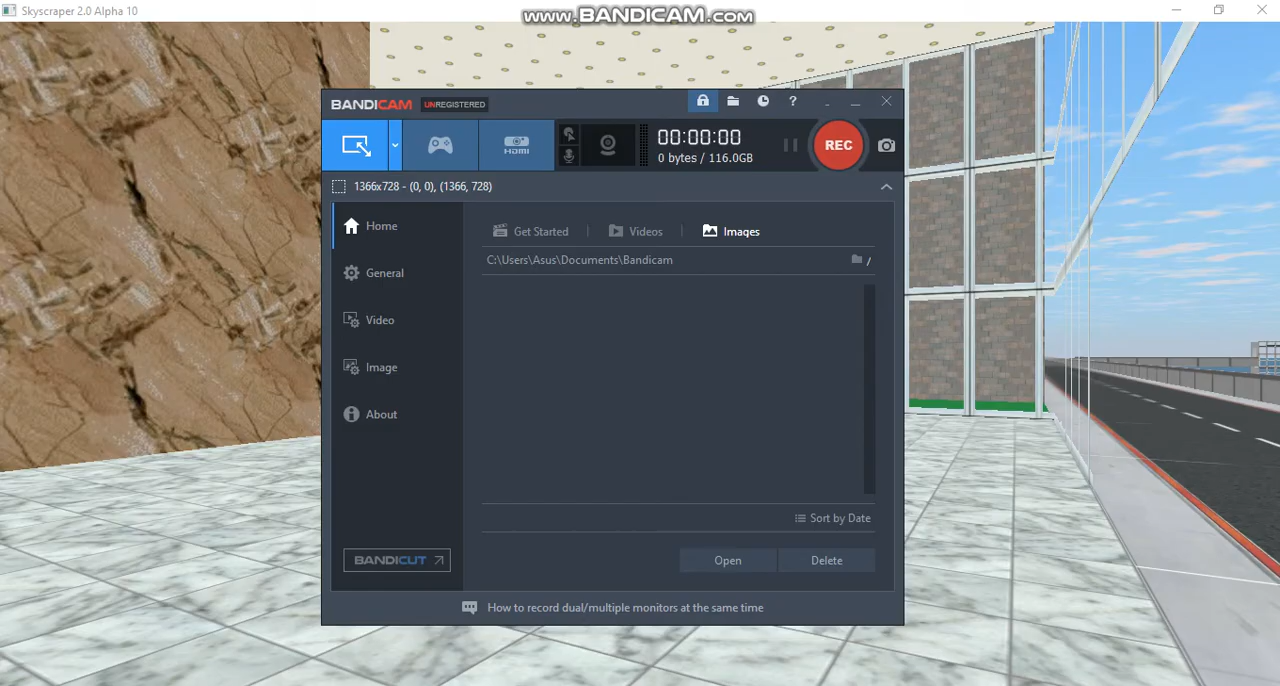 Skyscraper 2.0 Alpha 10
www.BANDICAM.com
BANDICAM UNREGISTERED
?
HDMI
00:00:00
0 bytes / 116.0GB
REC
1366x728 - (0, 0), (1366, 728)
Home
General
Video
Image
About
Get Started
Videos
Images
C:\Users\Asus\Documents\Bandicam
/
Sort by Date
BANDICUT
Open
Delete
How to record dual/multiple monitors at the same time